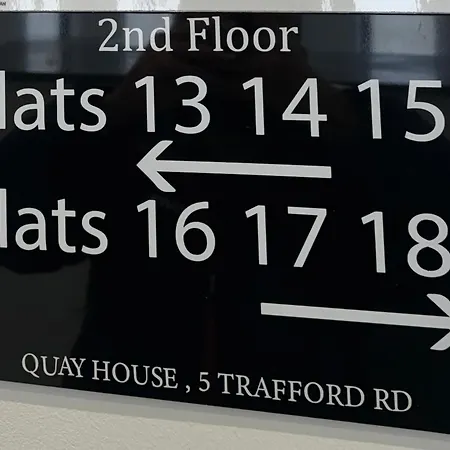 2nd Floor
lats 13 14 15
lats 16 17 18
QUAY HOUSE , 5 TRAFFORD RD